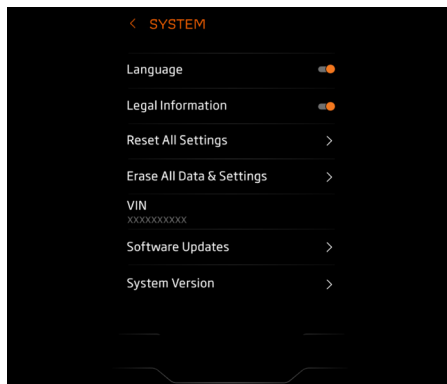 SYSTEM
Language
Legal Information
Reset All Settings
Erase All Data & Settings
VIN
XXXXXXXXXX
Software Updates
System Version